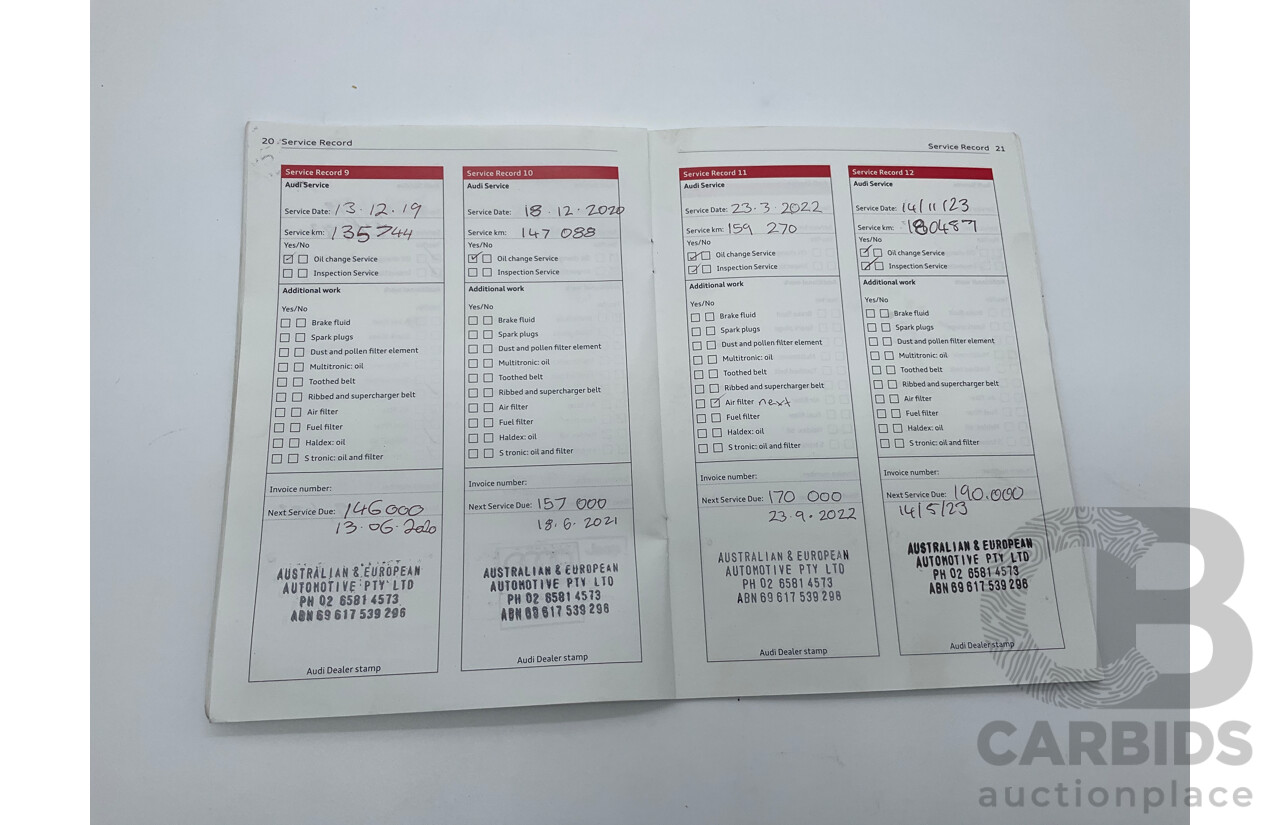 20 Service Record
Service Record 9
Audi Service
Service Date: 13.12.19
Service km: 135744
Yes/No
Oil change Service
Inspection Service
Additional work
Yes/No
Brake fluid
Spark plugs
Dust and pollen filter element
Multitronic: oil
Toothed belt
Ribbed and supercharger belt
Air filter
Fuel filter
Haldex: oil
S tronic: oil and filter
Invoice number:
Next Service Due: 146000
13.06.2020
AUSTRALIAN & EUROPEAN
AUTOMOTIVE PTY LTD
PH 02 6581 4573
ABN 69 617 539 296
Audi Dealer stamp
Service Record 10
Audi Service
Service Date: 18.12.2020
Service km: 147 088
Yes/No
Oil change Service
Inspection Service
Additional work
Yes/No
Brake fluid
Spark plugs
Dust and pollen filter element
Multitronic: oil
Toothed belt
Ribbed and supercharger belt
Air filter
Fuel filter
Haldex: oil
S tronic: oil and filter
Invoice number:
Next Service Due: 157 000
18.6.2021
AUSTRALIAN & EUROPEAN
AUTOMOTIVE PTY LTD
PH 02 6581 4573
ABN 69 617 539 296
Audi Dealer stamp
Service Record 21
Service Record 11
Audi Service
Service Date: 23.3.2022
Service km: 159 270
Yes/No
Oil change Service
Inspection Service
Additional work
Yes/No
Brake fluid
Spark plugs
Dust and pollen filter element
Multitronic: oil
Toothed belt
Ribbed and supercharger belt
Air filter next
Fuel filter
Haldex: oil
S tronic: oil and filter
Invoice number:
Next Service Due: 170 000
23.9.2022
AUSTRALIAN & EUROPEAN
AUTOMOTIVE PTY LTD
PH 02 6581 4573
ABN 69 617 539 296
Audi Dealer stamp
Service Record 12
Audi Service
Service Date: 14/11/23
Service km: 180487
Yes/No
Oil change Service
Inspection Service
Additional work
Yes/No
Brake fluid
Spark plugs
Dust and pollen filter element
Multitronic: oil
Toothed belt
Ribbed and supercharger belt
Air filter
Fuel filter
Haldex: oil
S tronic: oil and filter
Invoice number:
Next Service Due: 190.000
14/5/23
AUSTRALIAN & EUROPEAN
AUTOMOTIVE PTY LTD
PH 02 6581 4573
ABN 69 617 539 296
Audi Dealer stamp
CB
CARBIDS
auctionplace